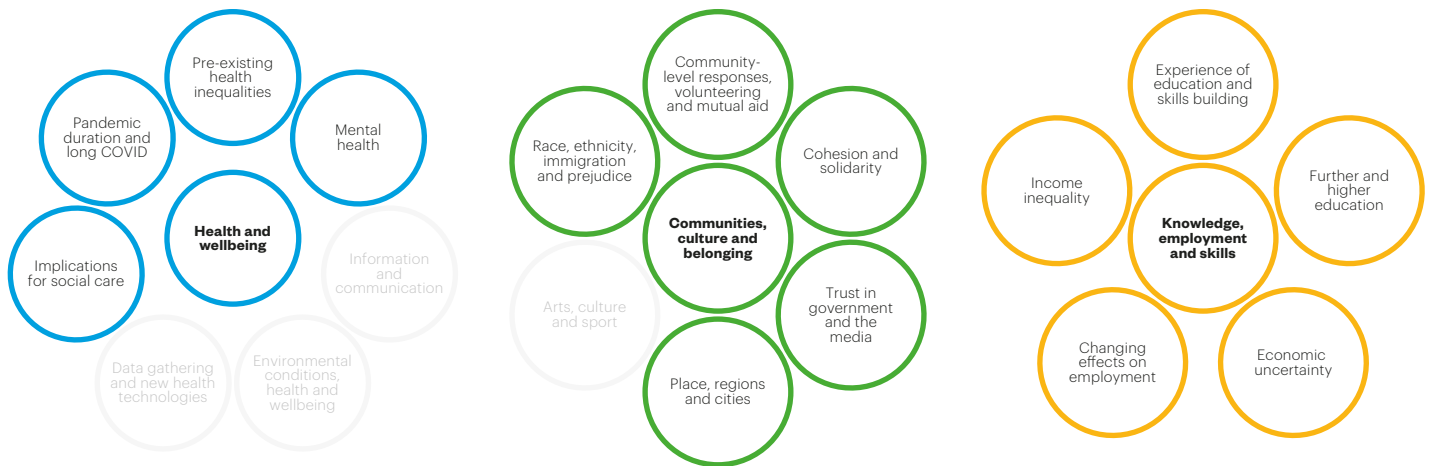 Pre-existing
health
inequalities
Pandemic
duration and
long COVID
Mental
health
Health and
wellbeing
Implications
for social care
Information
and
communication
Data gathering
and new health
technologies
Environmental
conditions,
health and
wellbeing
Community-
level responses,
volunteering
and mutual aid
Race, ethnicity,
immigration
and prejudice
Cohesion and
solidarity
Communities,
culture and
belonging
Arts, culture
and sport
Trust in
government
and the
media
Place, regions
and cities
Experience of
education and
skills building
Income
inequality
Further and
higher
education
Knowledge,
employment
and skills
Changing
effects on
employment
Economic
uncertainty